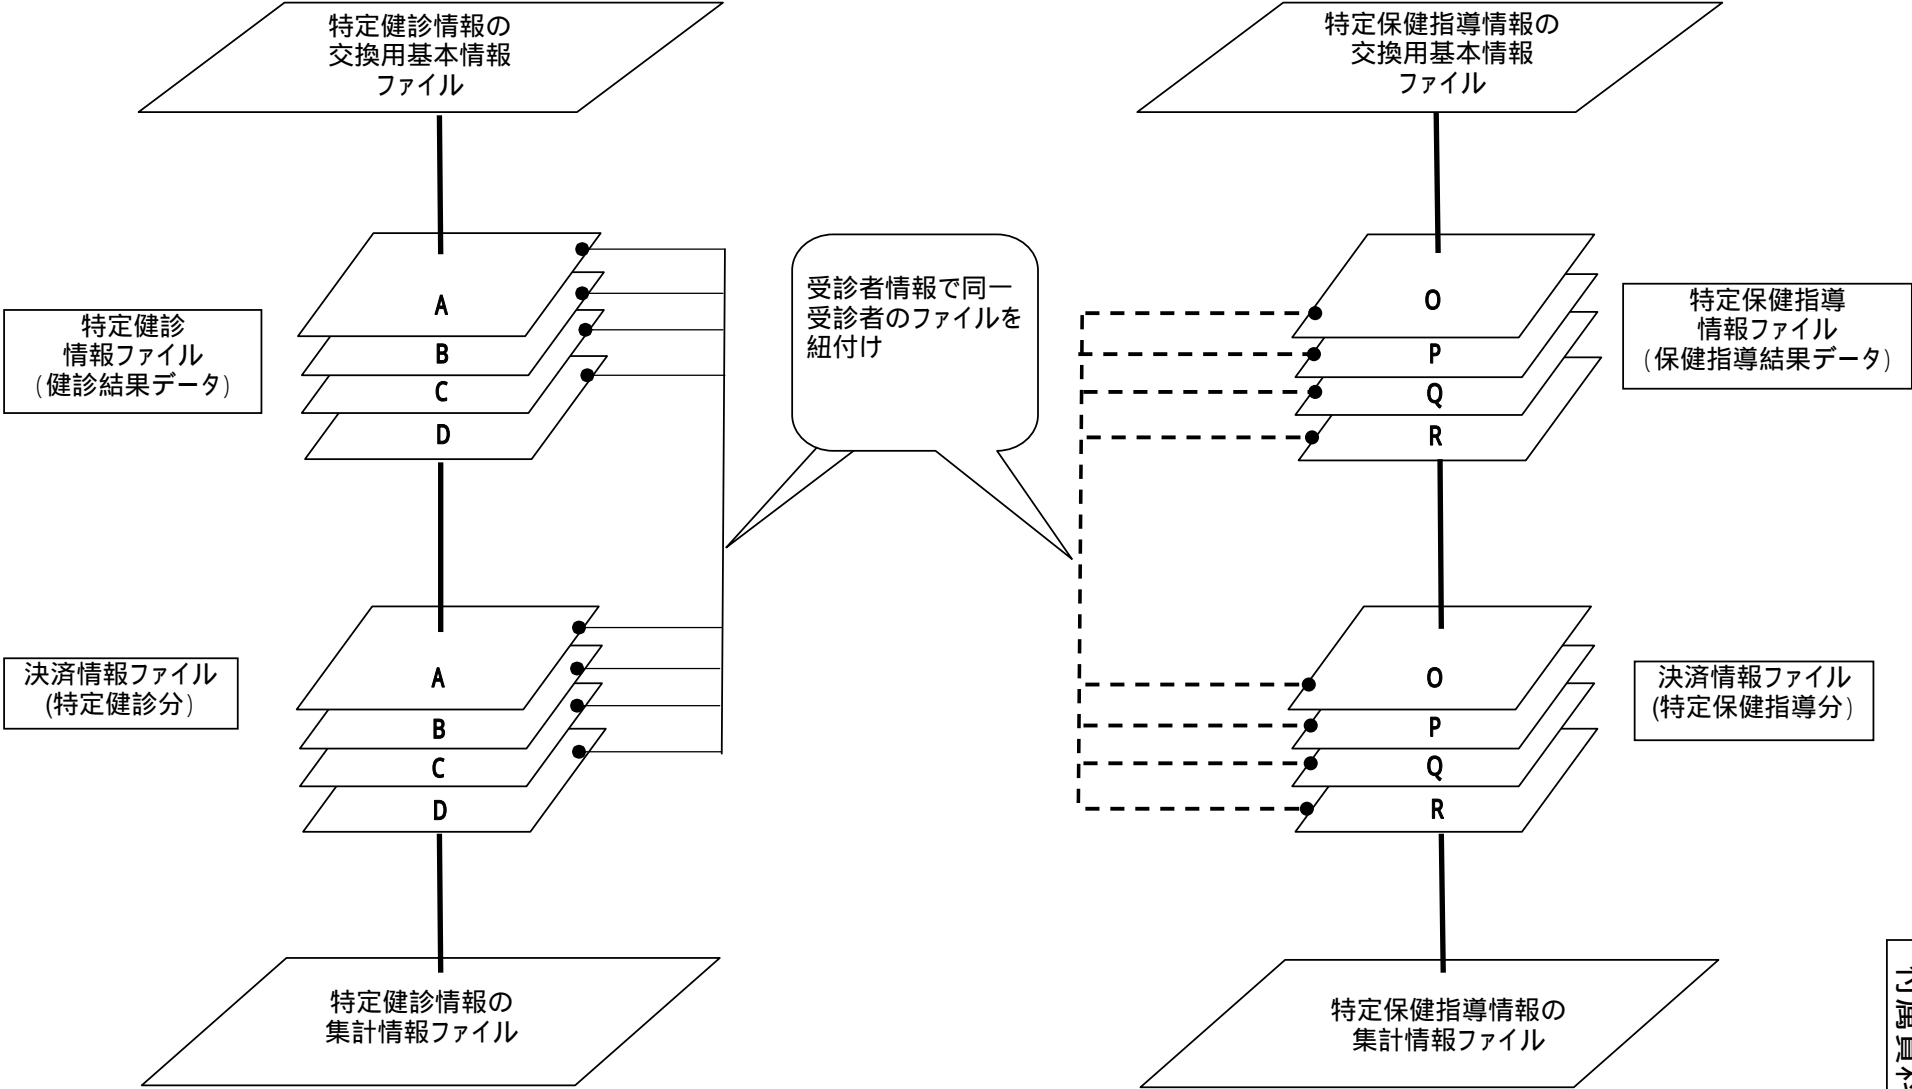 特定健診情報の
交換用基本情報
ファイル
特定健診
情報ファイル
(健診結果データ)
A
B
C
D
決済情報ファイル
(特定健診分)
A
B
C
D
特定健診情報の
集計情報ファイル
受診者情報で同一
受診者のファイルを
紐付け
特定保健指導情報の
交換用基本情報
ファイル
O
P
Q
R
特定保健指導
情報ファイル
(保健指導結果データ)
O
P
Q
R
決済情報ファイル
(特定保健指導分)
特定保健指導情報の
集計情報ファイル